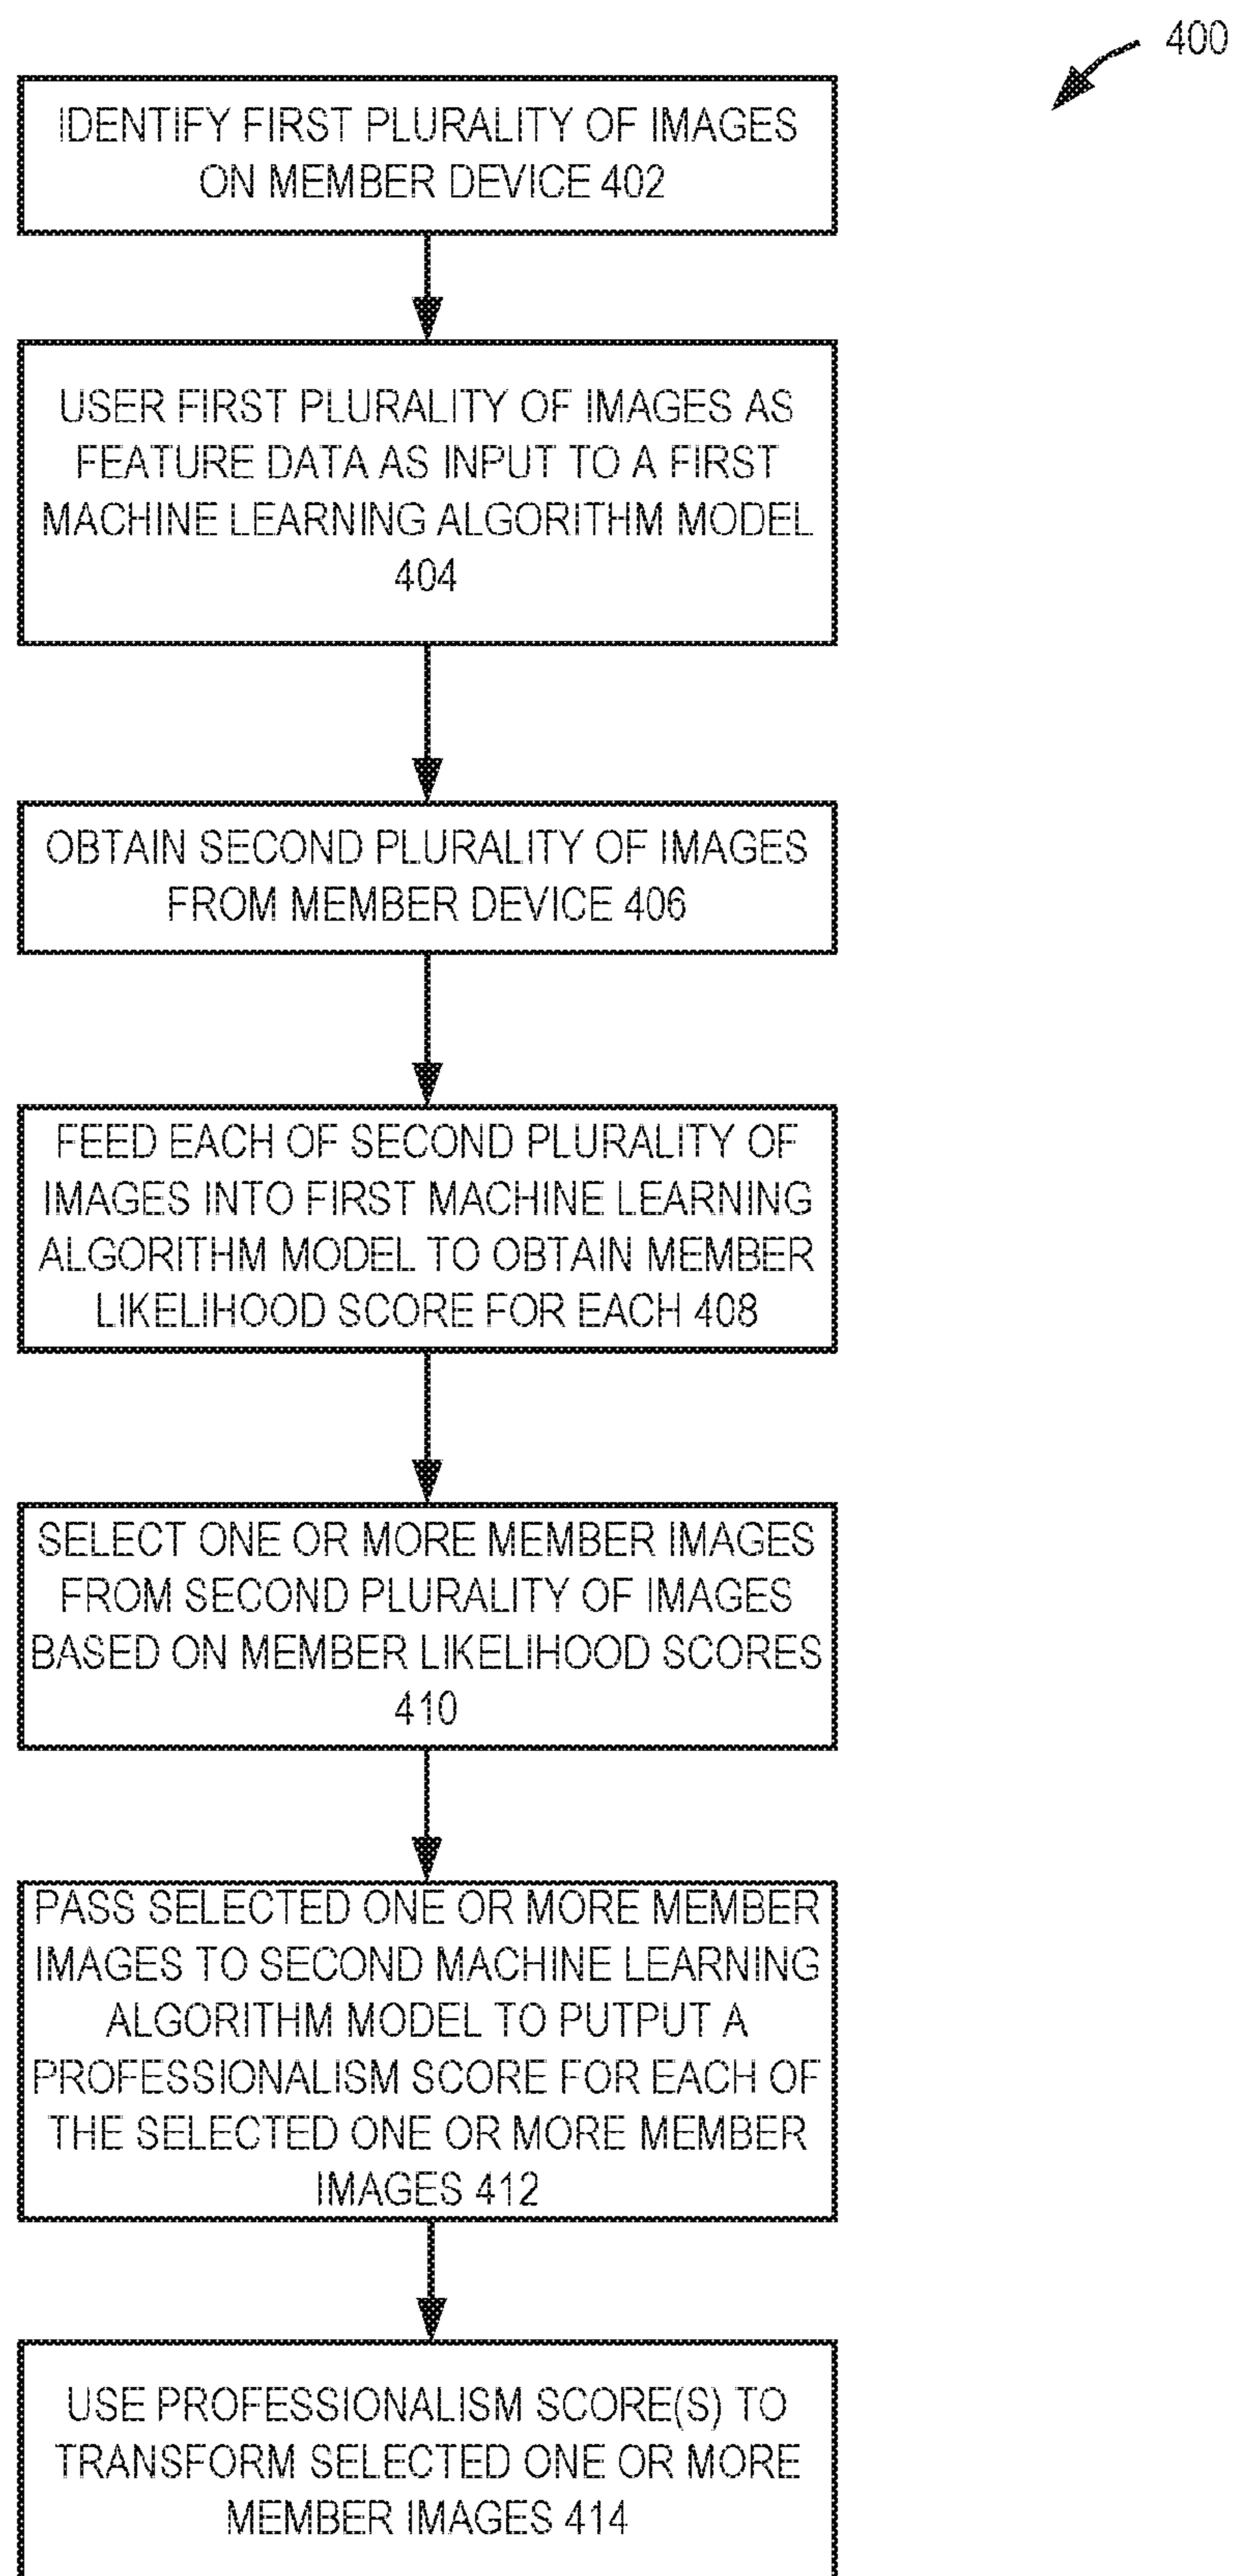 400
IDENTIFY FIRST PLURALITY OF IMAGES
ON MEMBER DEVICE 402
USER FIRST PLURALITY OF IMAGES AS
FEATURE DATA AS INPUT TO A FIRST
MACHINE LEARNING ALGORITHM MODEL
404
OBTAIN SECOND PLURALITY OF IMAGES
FROM MEMBER DEVICE 406
FEED EACH OF SECOND PLURALITY OF
IMAGES INTO FIRST MACHINE LEARNING
ALGORITHM MODEL TO OBTAIN MEMBER
LIKELIHOOD SCORE FOR EACH 408
SELECT ONE OR MORE MEMBER IMAGES
FROM SECOND PLURALITY OF IMAGES
BASED ON MEMBER LIKELIHOOD SCORES
410
PASS SELECTED ONE OR MORE MEMBER
IMAGES TO SECOND MACHINE LEARNING
ALGORITHM MODEL TO PUTPUT A
PROFESSIONALISM SCORE FOR EACH OF
THE SELECTED ONE OR MORE MEMBER
IMAGES 412
USE PROFESSIONALISM SCORE(S) TO
TRANSFORM SELECTED ONE OR MORE
MEMBER IMAGES 414